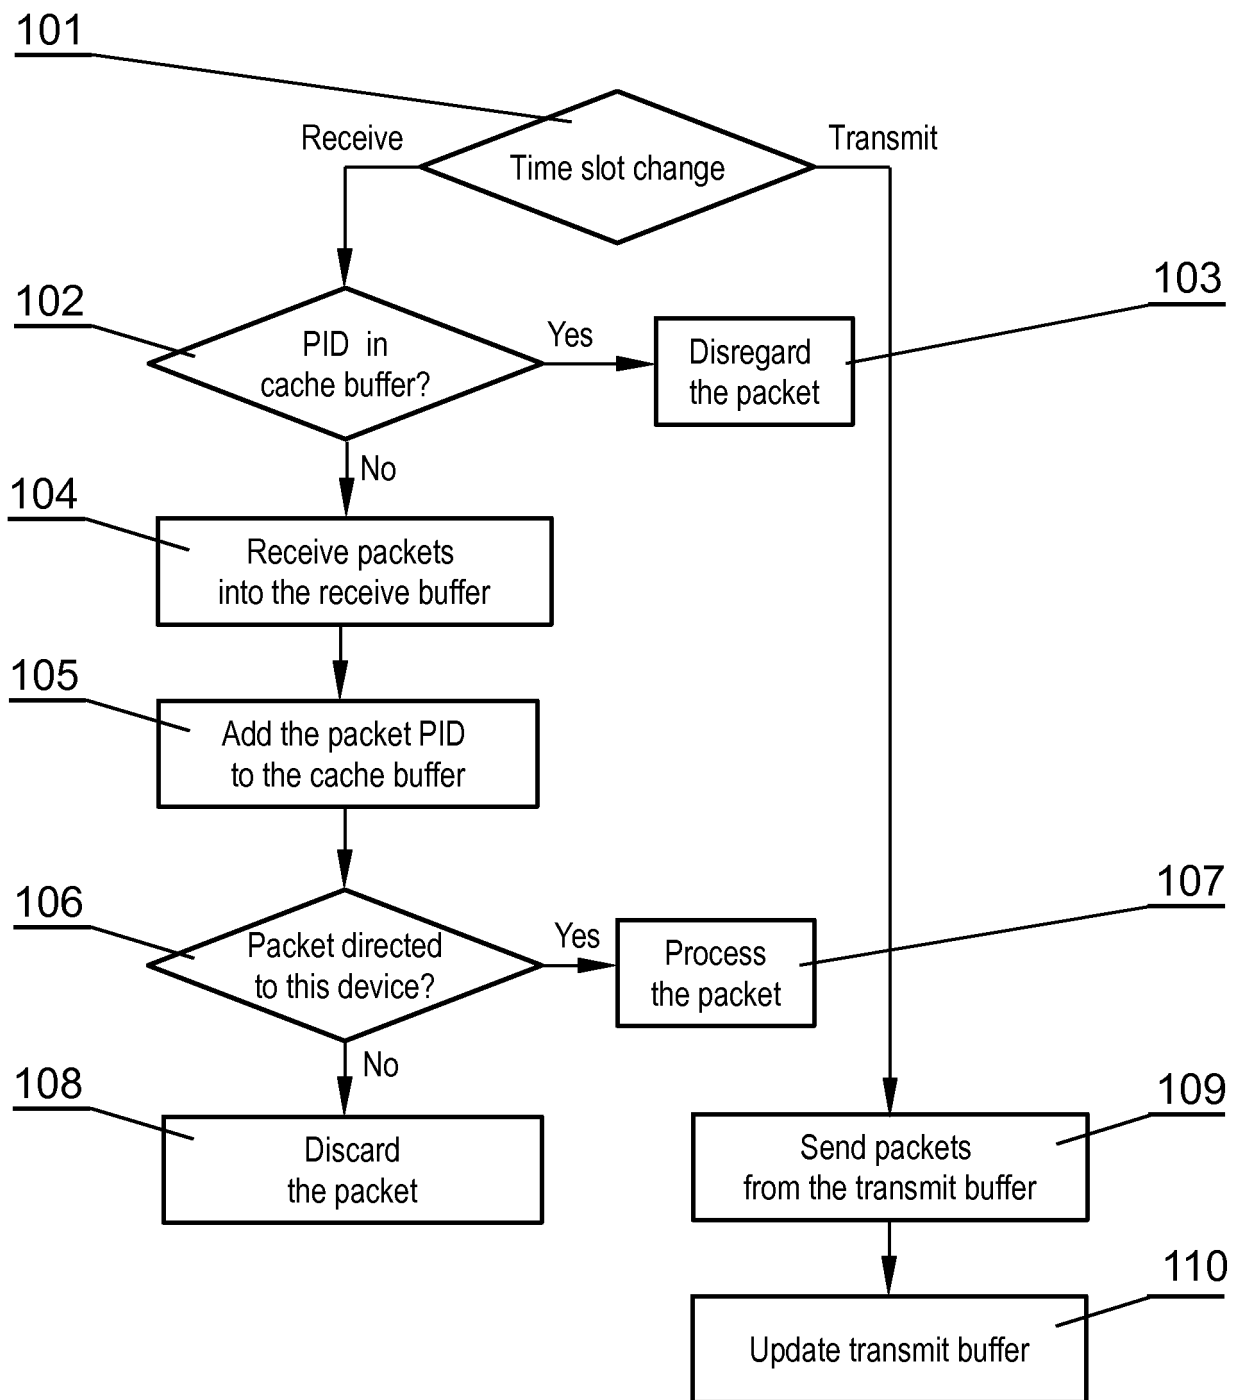 101
Receive
Transmit
Time slot change
102
103
PID in
cache buffer?
Yes
Disregard
the packet
No
104
Receive packets
into the receive buffer
105
Add the packet PID
to the cache buffer
106
107
Packet directed
to this device?
Yes
Process
the packet
No
108
109
Discard
the packet
Send packets
from the transmit buffer
110
Update transmit buffer